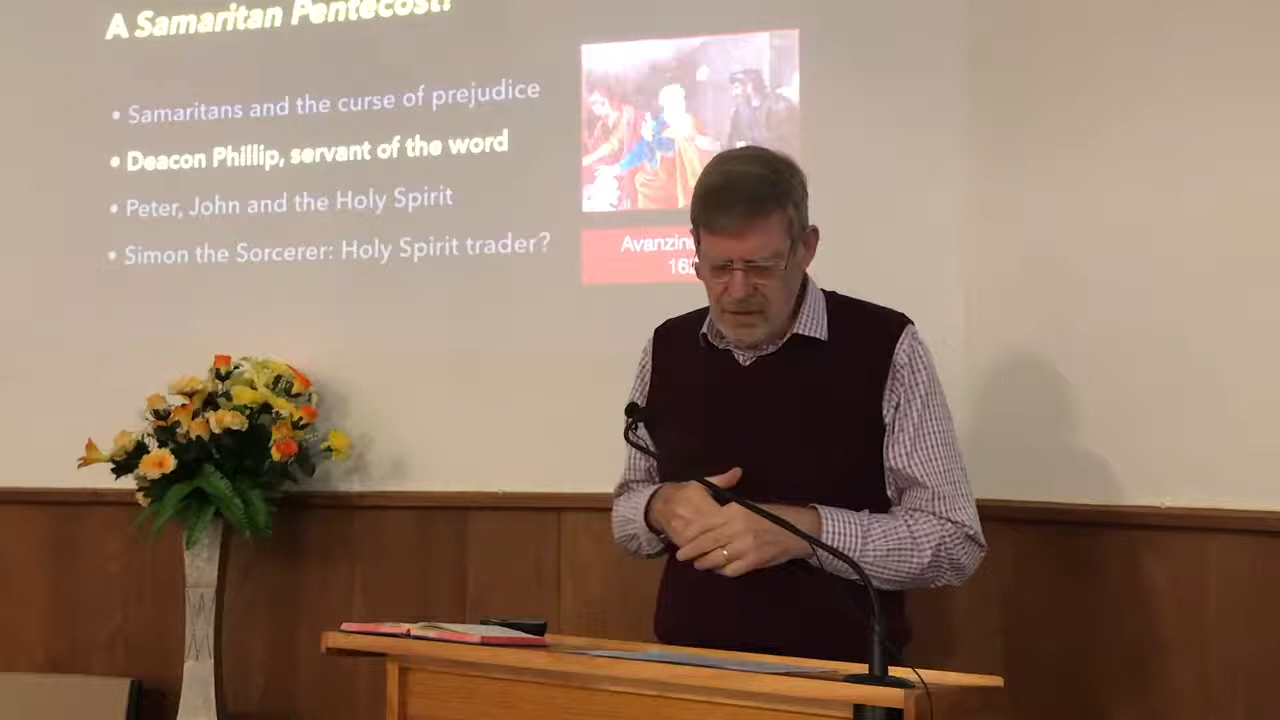 A Samaritan Pentecost?
• Samaritans and the curse of prejudice
• Deacon Phillip, servant of the word
• Peter, John and the Holy Spirit
• Simon the Sorcerer: Holy Spirit trader?